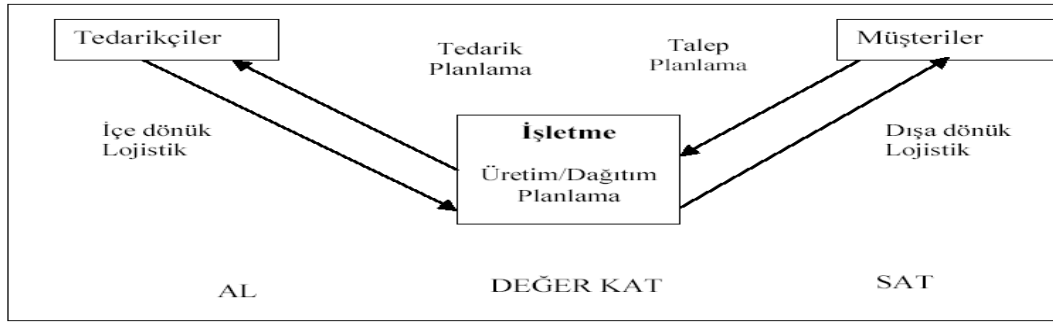 Tedarikçiler
Tedarik
Planlama
Talep
Planlama
Müşteriler
İçe dönük
Lojistik
İşletme
Üretim/Dağıtım
Planlama
Dışa dönük
Lojistik
AL
DEĞER KAT
SAT